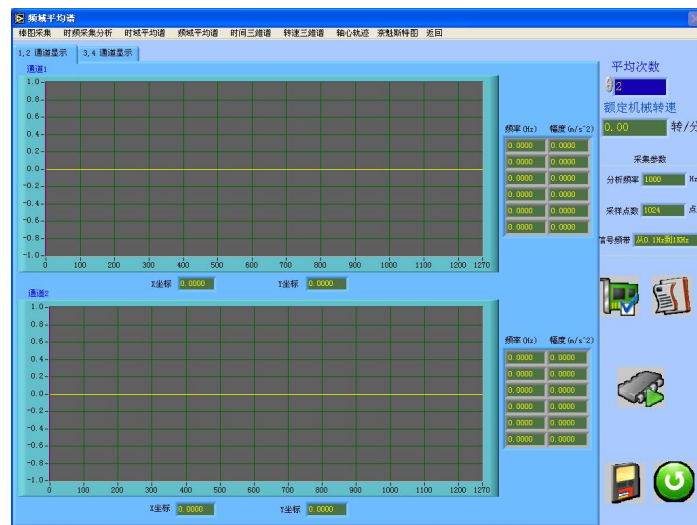 频域平均谱
棒图采集 时频采集分析 时域平均谱 频域平均谱 时间三维谱 转速三维谱 轴心轨迹 奈魁斯特图 返回
1,2 通道显示 3,4 通道显示
通道1
1.0
0.8
0.6
0.4
0.2
0.0
-0.2
-0.4
-0.6
-0.8
-1.0
0 100 200 300 400 500 600 700 800 900 1000 1100 1200 1270
X坐标 0.0000 Y坐标 0.0000
频率(Hz) 幅度(m/s^2)
0.0000 0.0000
0.0000 0.0000
0.0000 0.0000
0.0000 0.0000
0.0000 0.0000
0.0000 0.0000
通道2
1.0
0.8
0.6
0.4
0.2
0.0
-0.2
-0.4
-0.6
-0.8
-1.0
0 100 200 300 400 500 600 700 800 900 1000 1100 1200 1270
X坐标 0.0000 Y坐标 0.0000
频率(Hz) 幅度(m/s^2)
0.0000 0.0000
0.0000 0.0000
0.0000 0.0000
0.0000 0.0000
0.0000 0.0000
0.0000 0.0000
平均次数
2
额定机械转速
0.00 转/分
采集参数
分析频率 1000 Hz
采样点数 1024 点
信号频带 从0.1Hz到1KHz